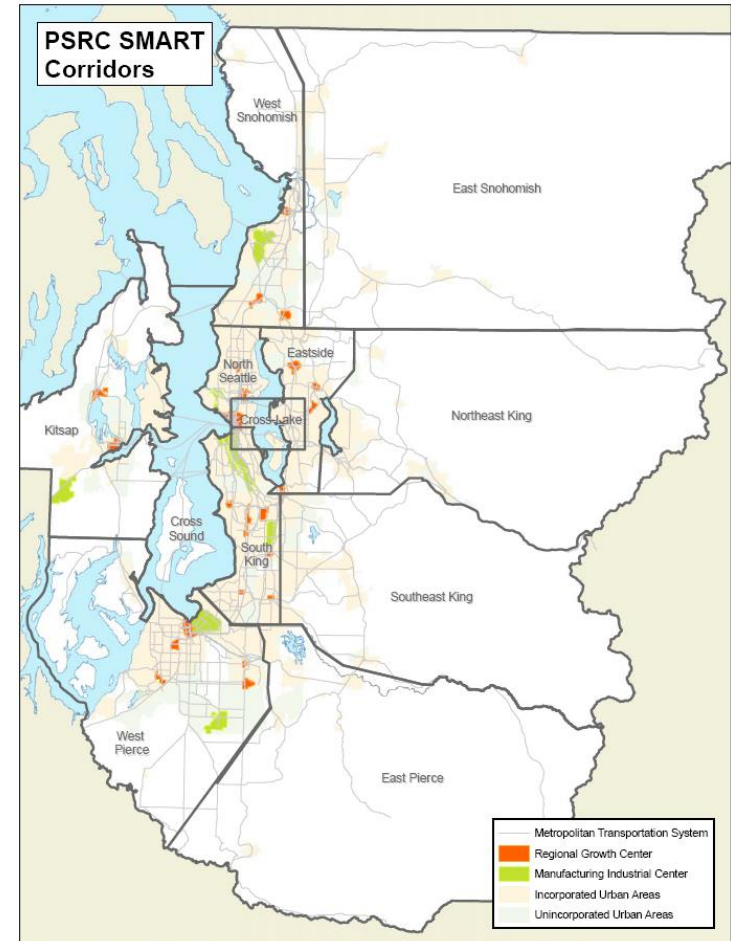 PSRC SMART
Corridors
West
Snohomish
East Snohomish
Eastside
North
Seattle
Northeast King
Cross-Lake
Kitsap
Cross
Sound
South
King
Southeast King
West
Pierce
East Pierce
Metropolitan Transportation System
Regional Growth Center
Manufacturing Industrial Center
Incorporated Urban Areas
Unincorporated Urban Areas